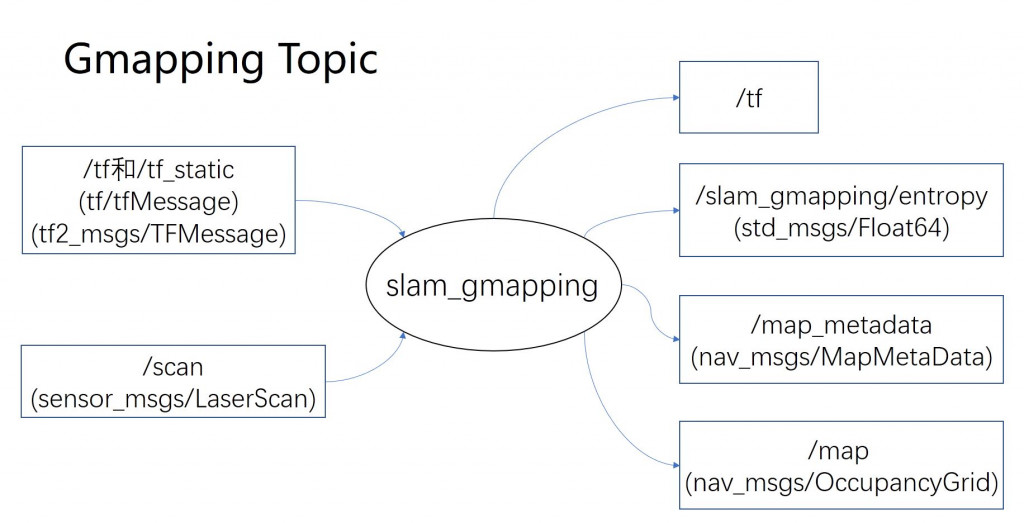 Gmapping Topic
/tf和/tf_static
(tf/tfMessage)
(tf2_msgs/TFMessage)
/scan
(sensor_msgs/LaserScan)
slam_gmapping
/tf
/slam_gmapping/entropy
(std_msgs/Float64)
/map_metadata
(nav_msgs/MapMetaData)
/map
(nav_msgs/OccupancyGrid)